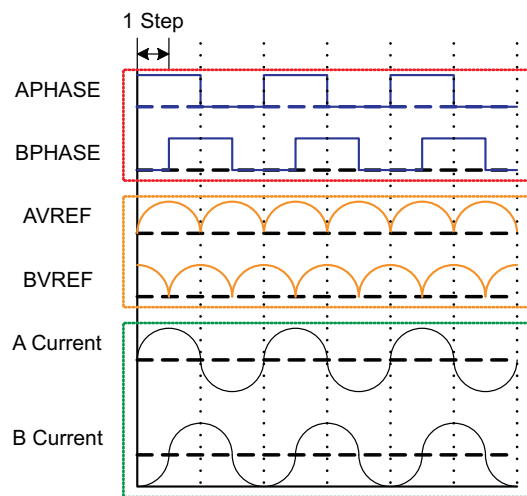 1 Step
APHASE
BPHASE
AVREF
BVREF
A Current
B Current